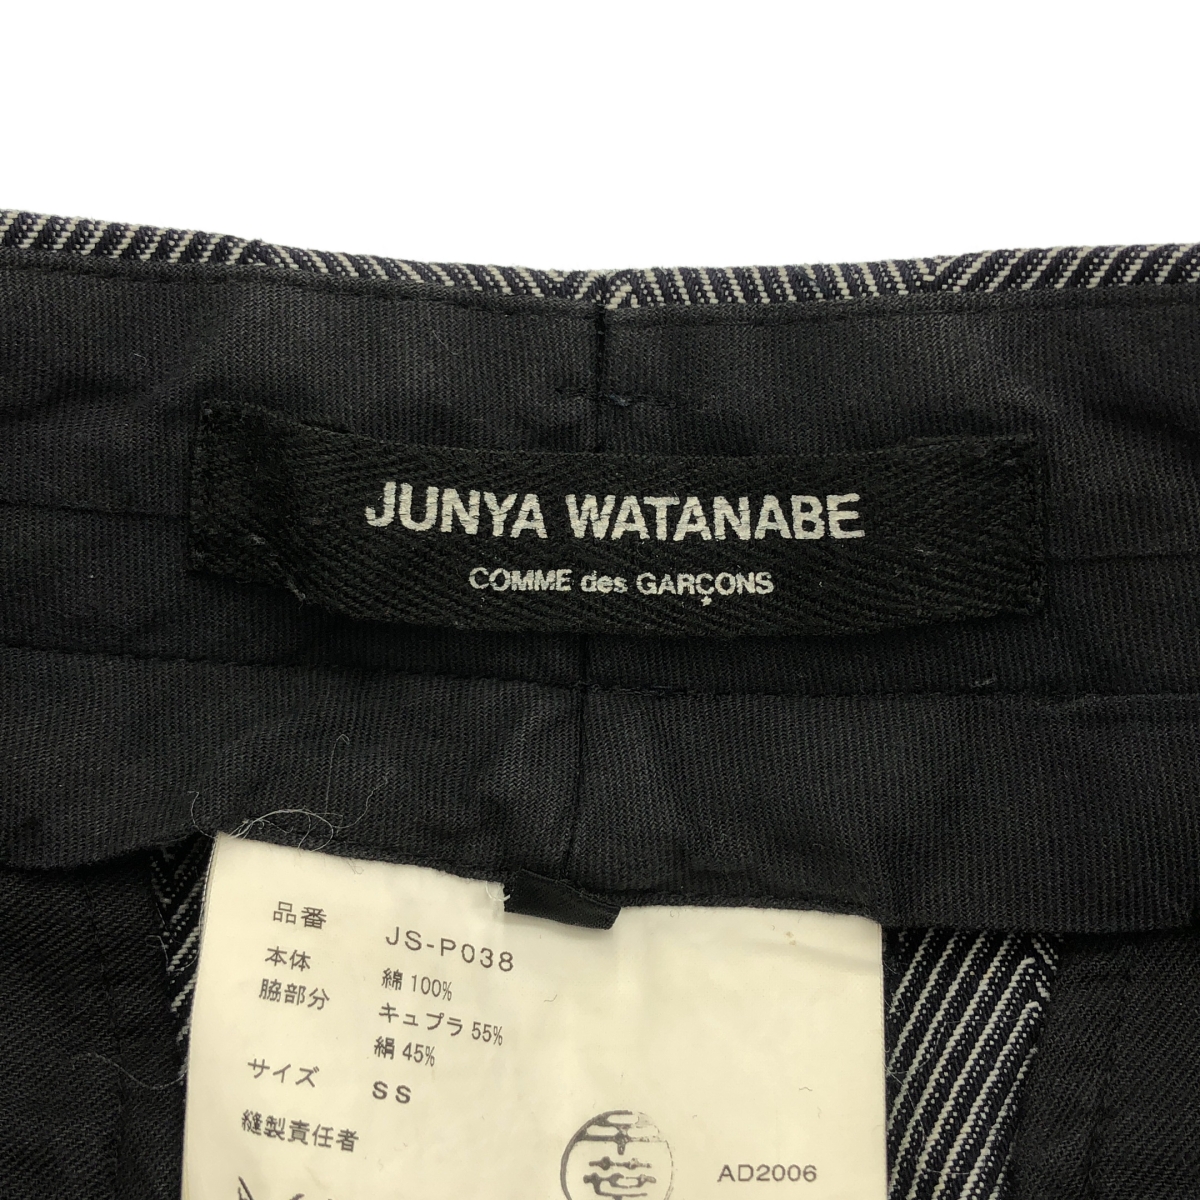 JUNYA WATANABE
COMME des GARÇONS
品番 JS-P038
本体 綿 100%
脇部分 キュプラ 55%
絹 45%
サイズ SS
縫製責任者
AD2006